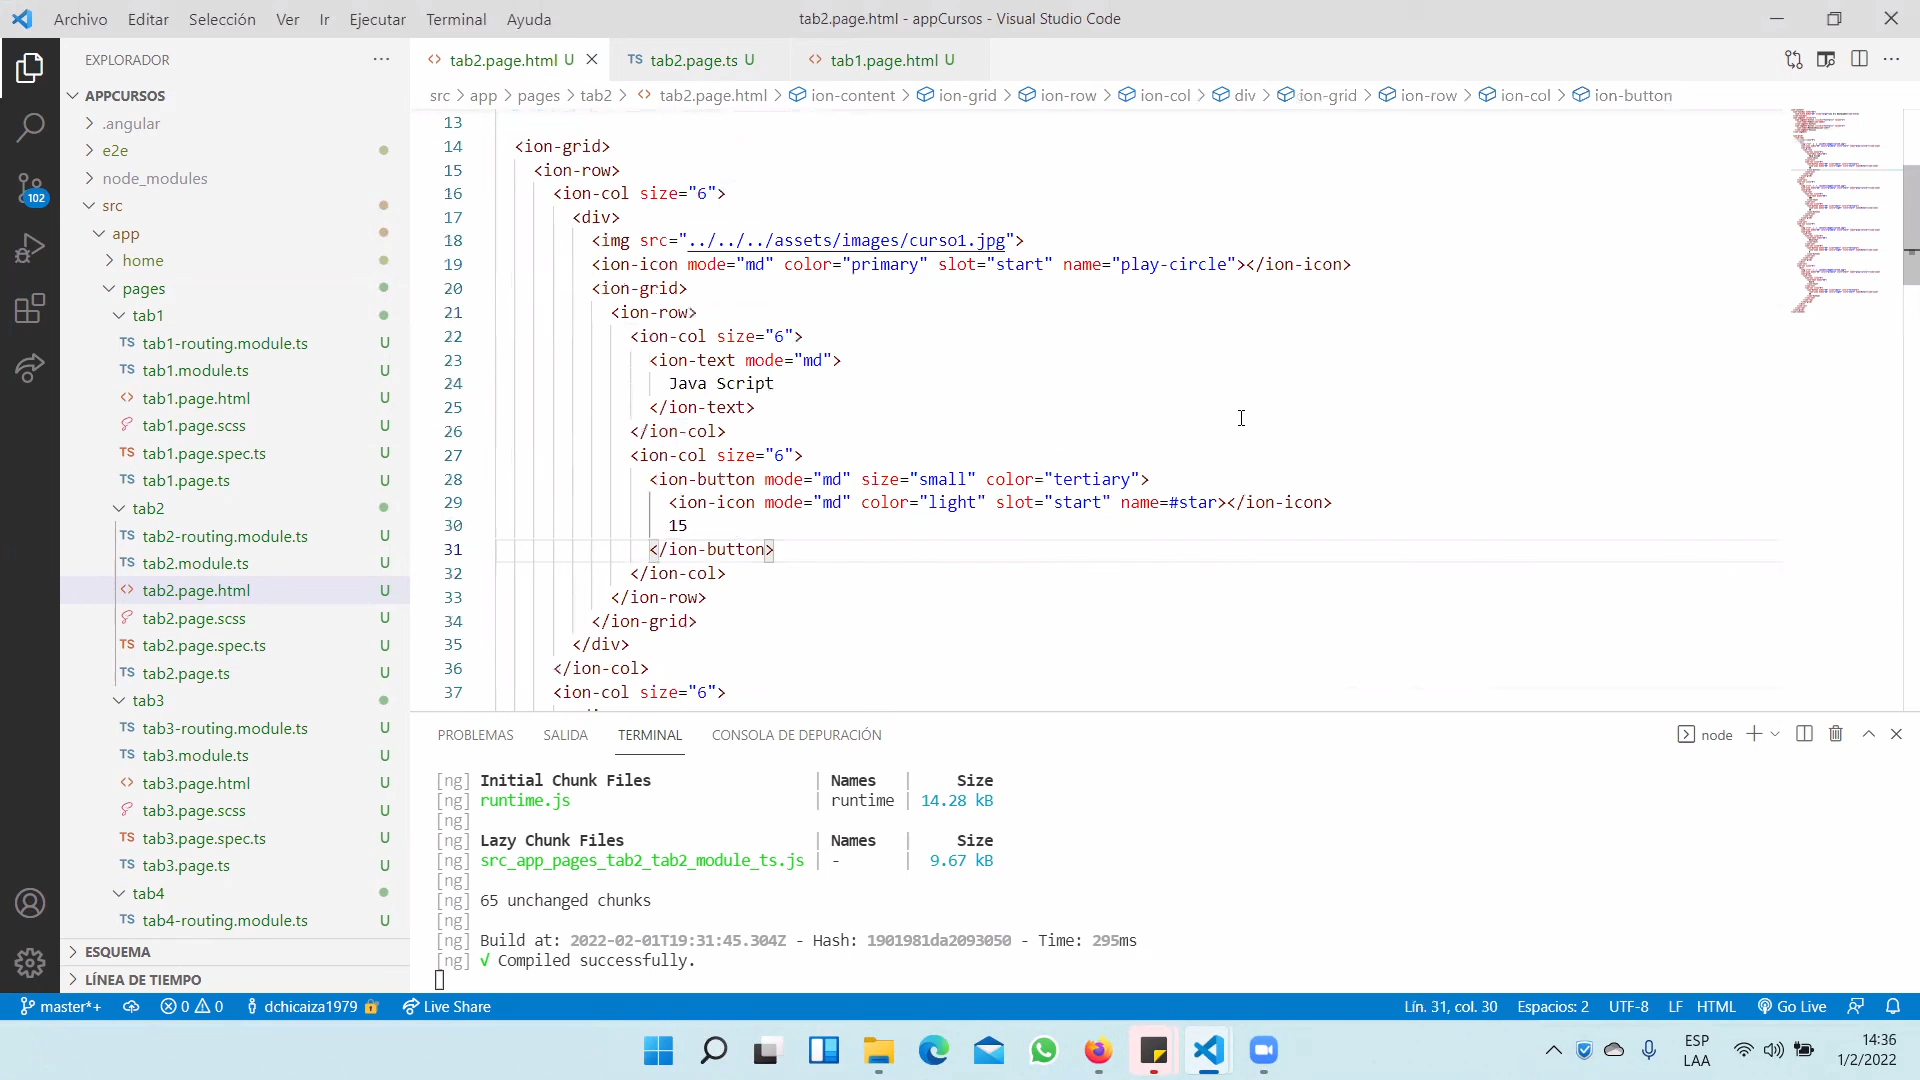 Archivo Editar Selección Ver Ir Ejecutar Terminal Ayuda
tab2.page.html - appCursos - Visual Studio Code
EXPLORADOR
APPCURSOS
.angular
e2e
node_modules
src
app
home
pages
tab1
TS tab1-routing.module.ts U
TS tab1.module.ts U
<> tab1.page.html U
tab1.page.scss U
TS tab1.page.spec.ts U
TS tab1.page.ts U
tab2
TS tab2-routing.module.ts U
TS tab2.module.ts U
<> tab2.page.html U
tab2.page.scss U
TS tab2.page.spec.ts U
TS tab2.page.ts U
tab3
TS tab3-routing.module.ts U
TS tab3.module.ts U
<> tab3.page.html U
tab3.page.scss U
TS tab3.page.spec.ts U
TS tab3.page.ts U
tab4
TS tab4-routing.module.ts U
ESQUEMA
LÍNEA DE TIEMPO
102
<> tab2.page.html U TS tab2.page.ts U <> tab1.page.html U
src > app > pages > tab2 > <> tab2.page.html > ion-content > ion-grid > ion-row > ion-col > div > ion-grid > ion-row > ion-col > ion-button
13
14 <ion-grid>
15 <ion-row>
16 <ion-col size="6">
17 <div>
18 <img src="../../../assets/images/curso1.jpg">
19 <ion-icon mode="md" color="primary" slot="start" name="play-circle"></ion-icon>
20 <ion-grid>
21 <ion-row>
22 <ion-col size="6">
23 <ion-text mode="md">
24 Java Script
25 </ion-text>
26 </ion-col>
27 <ion-col size="6">
28 <ion-button mode="md" size="small" color="tertiary">
29 <ion-icon mode="md" color="light" slot="start" name=#star></ion-icon>
30 15
31 </ion-button>
32 </ion-col>
33 </ion-row>
34 </ion-grid>
35 </div>
36 </ion-col>
37 <ion-col size="6">
PROBLEMAS SALIDA TERMINAL CONSOLA DE DEPURACIÓN
node
[ng] Initial Chunk Files | Names | Size
[ng] runtime.js | runtime | 14.28 kB
[ng]
[ng] Lazy Chunk Files | Names | Size
[ng] src_app_pages_tab2_tab2_module_ts.js | - | 9.67 kB
[ng]
[ng] 65 unchanged chunks
[ng]
[ng] Build at: 2022-02-01T19:31:45.304Z - Hash: 1901981da2093050 - Time: 295ms
[ng] √ Compiled successfully.
master*+ 0 0 dchicaiza1979 Live Share
Lín. 31, col. 30 Espacios: 2 UTF-8 LF HTML Go Live
ESP
LAA
14:36
1/2/2022